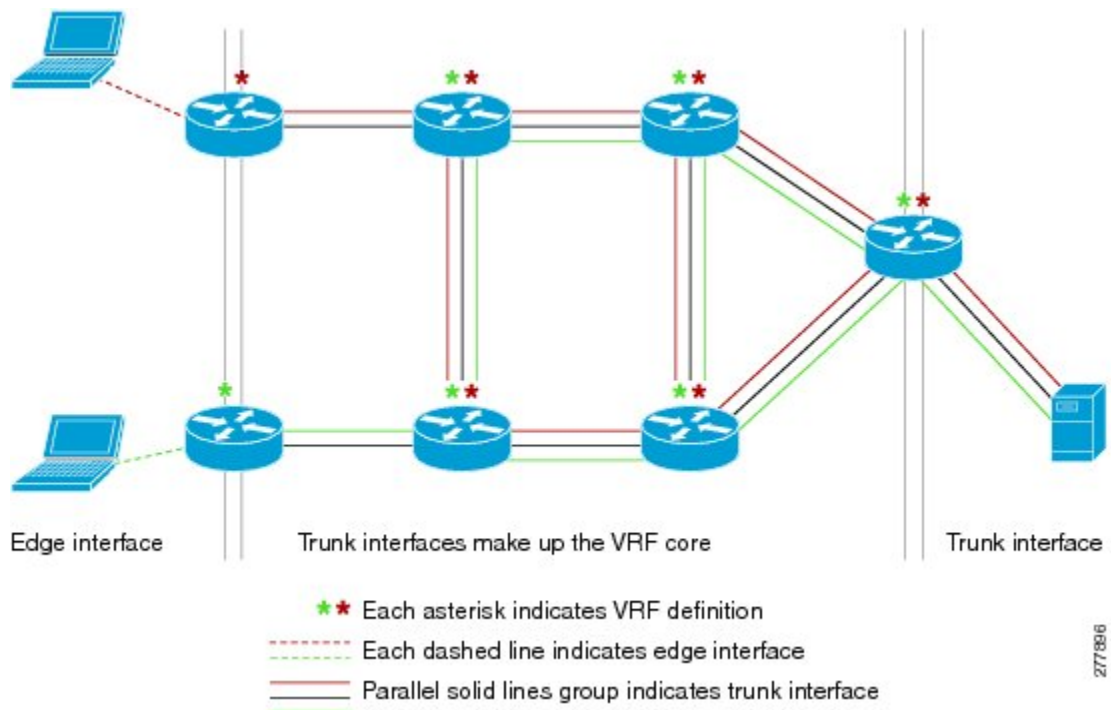 * *
* *
* *
* *
*
* *
* *
*
Edge interface
Trunk interfaces make up the VRF core
Trunk interface
* * Each asterisk indicates VRF definition
Each dashed line indicates edge interface
Parallel solid lines group indicates trunk interface
277896